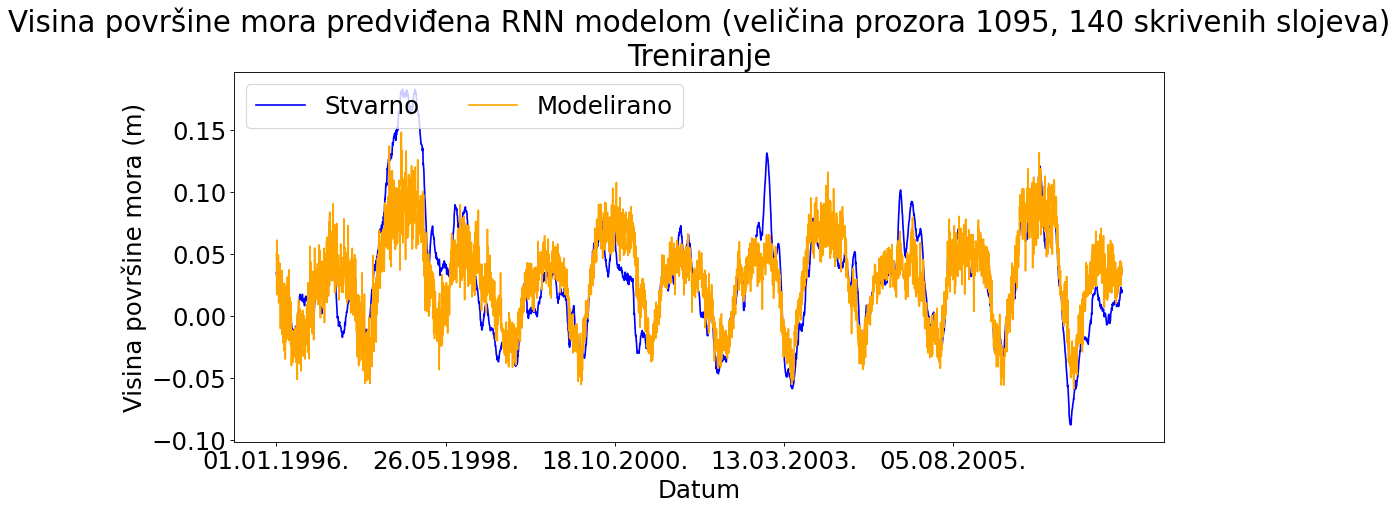 Visina površine mora predviđena RNN modelom (veličina prozora 1095, 140 skrivenih slojeva)
Treniranje
Stvarno
Modelirano
Visina površine mora (m)
0.15
0.10
0.05
0.00
−0.05
−0.10
01.01.1996.
26.05.1998.
18.10.2000.
13.03.2003.
05.08.2005.
Datum